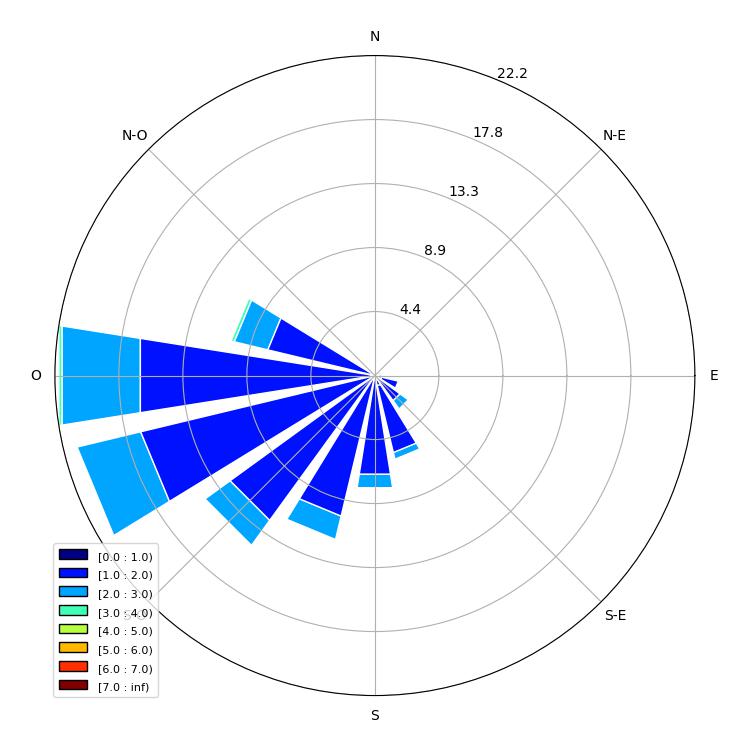 N
22.2
N-O
N-E
17.8
13.3
8.9
4.4
O
E
[0.0 : 1.0)
[1.0 : 2.0)
[2.0 : 3.0)
[3.0 : 4.0)
[4.0 : 5.0)
[5.0 : 6.0)
[6.0 : 7.0)
[7.0 : inf)
S-E
S